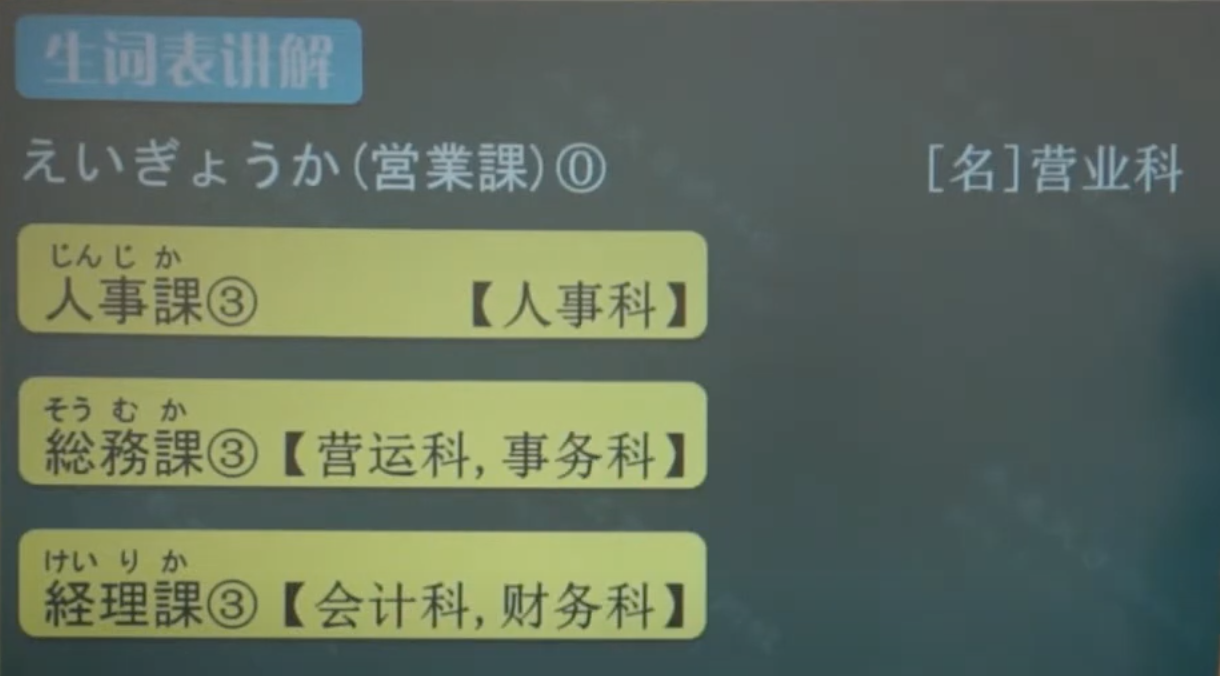 生词表讲解
えいぎょうか(営業課)⓪ [名]营业科
じんじか
人事課③ 【人事科】
そうむか
総務課③【营运科,事务科】
けいりか
経理課③【会计科,财务科】